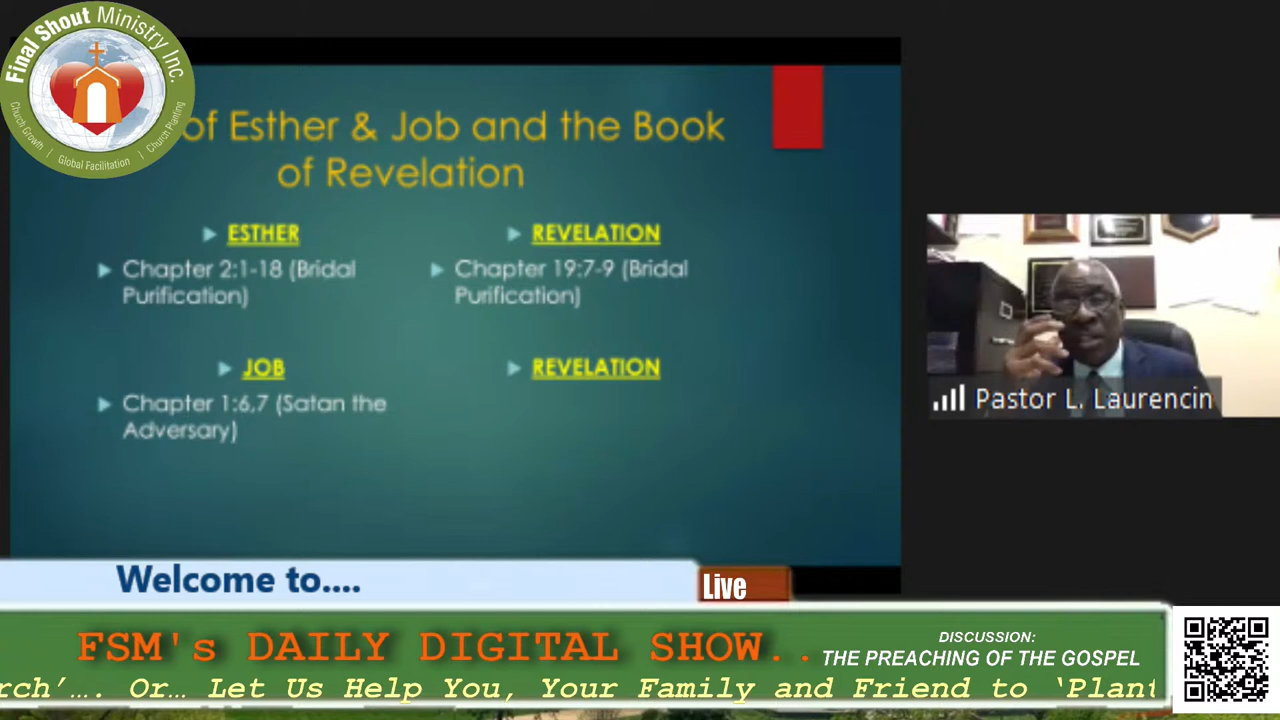 Final Shout Ministry Inc.
Church Growth | Global Facilitation | Church Planting
of Esther & Job and the Book
of Revelation
ESTHER
Chapter 2:1-18 (Bridal
Purification)
REVELATION
Chapter 19:7-9 (Bridal
Purification)
JOB
Chapter 1:6,7 (Satan the
Adversary)
REVELATION
Pastor L. Laurencin
Welcome to....
Live
FSM's DAILY DIGITAL SHOW..
DISCUSSION:
THE PREACHING OF THE GOSPEL
rch’…. Or… Let Us Help You, Your Family and Friend to ‘Plant